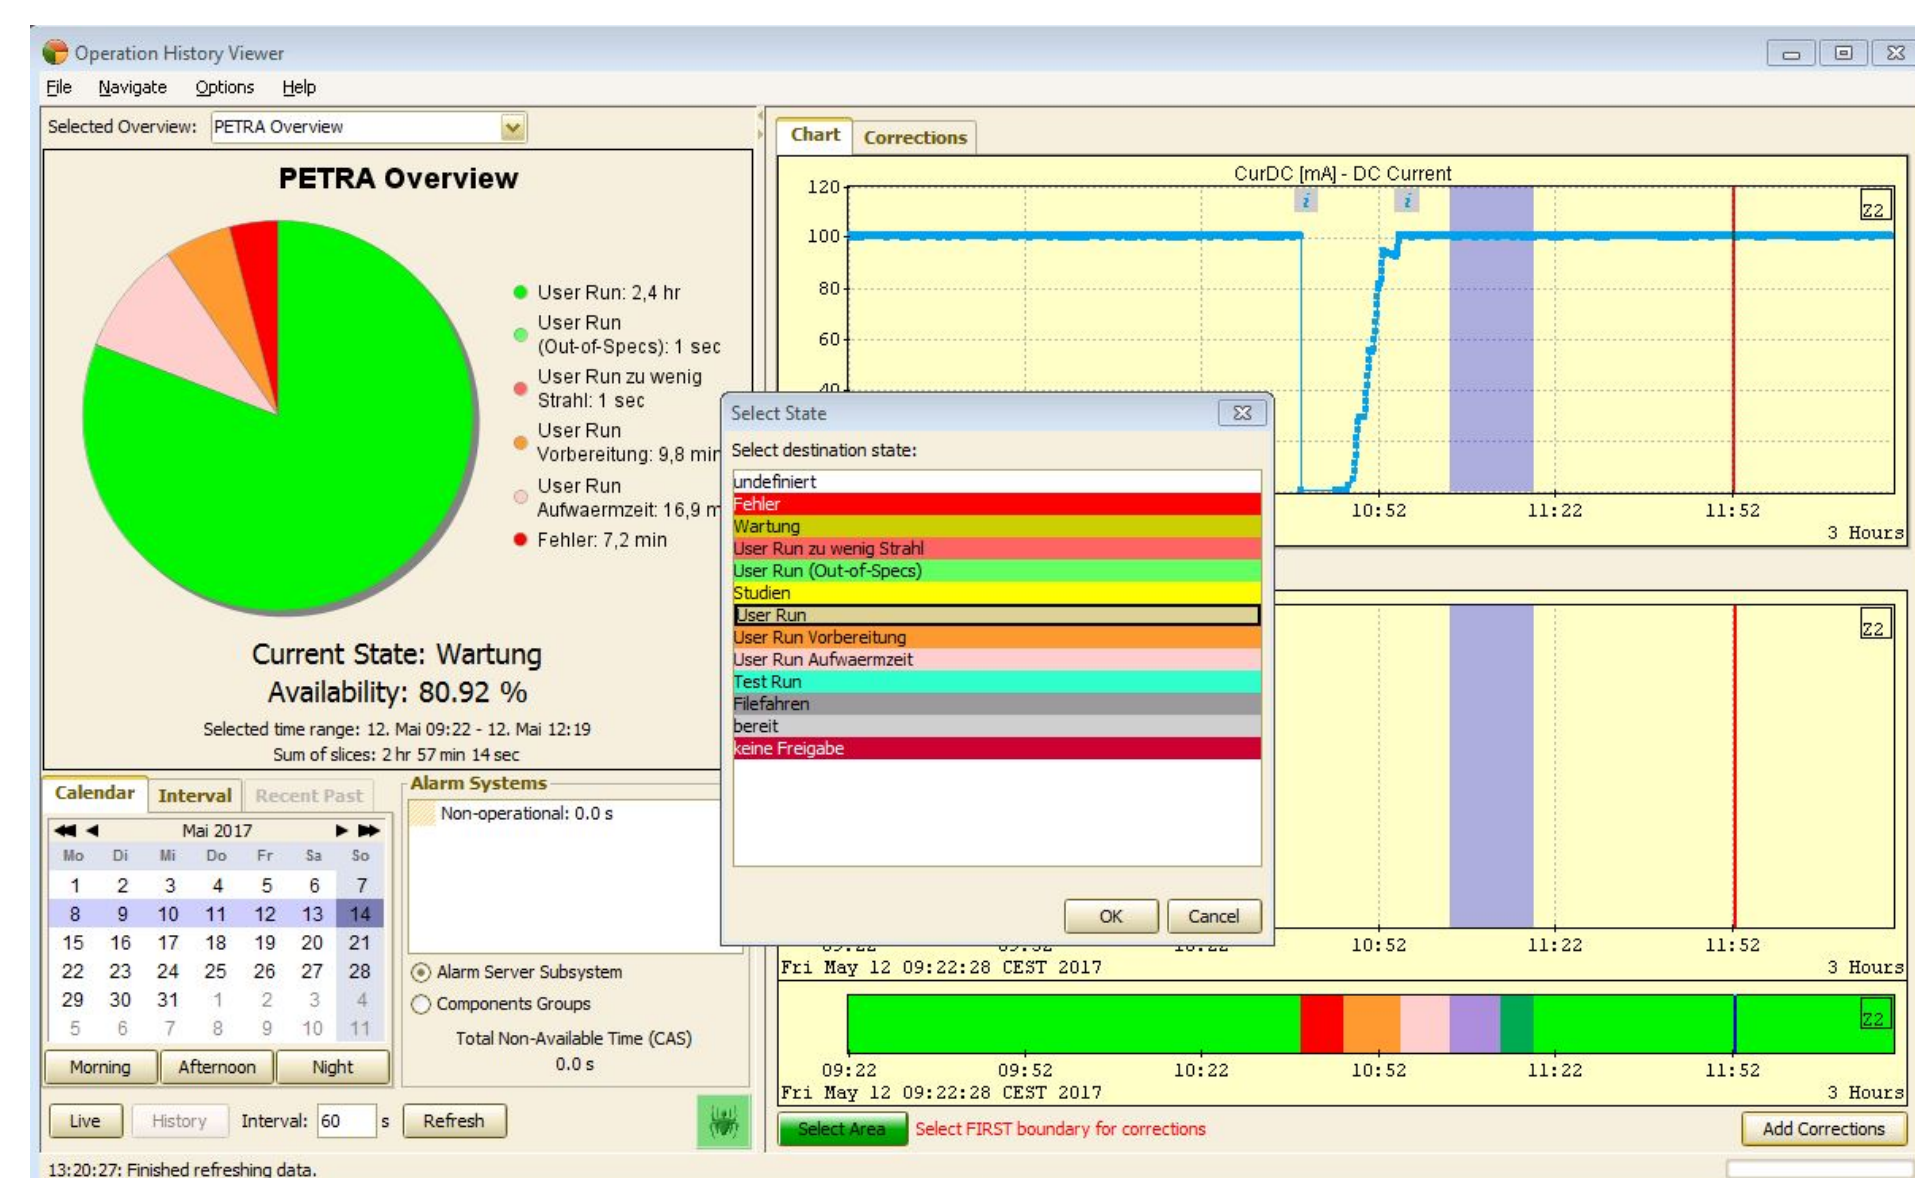 Operation History Viewer
File Navigate Options Help
Selected Overview: PETRA Overview
PETRA Overview
User Run: 2,4 hr
User Run
(Out-of-Specs): 1 sec
User Run zu wenig
Strahl: 1 sec
User Run
Vorbereitung: 9,8 min
User Run
Aufwaermzeit: 16,9 m
Fehler: 7,2 min
Current State: Wartung
Availability: 80.92 %
Selected time range: 12. Mai 09:22 - 12. Mai 12:19
Sum of slices: 2 hr 57 min 14 sec
Calendar Interval Recent Past
Mai 2017
Mo Di Mi Do Fr Sa So
1 2 3 4 5 6 7
8 9 10 11 12 13 14
15 16 17 18 19 20 21
22 23 24 25 26 27 28
29 30 31 1 2 3 4
5 6 7 8 9 10 11
Morning Afternoon Night
Alarm Systems
Non-operational: 0.0 s
Alarm Server Subsystem
Components Groups
Total Non-Available Time (CAS)
0.0 s
Live History Interval: 60 s Refresh
13:20:27: Finished refreshing data.
Chart Corrections
CurDC [mA] - DC Current
i i
Z2
120
100
80
60
40
10:52 11:22 11:52
3 Hours
Select State
Select destination state:
undefiniert
Fehler
Wartung
User Run zu wenig Strahl
User Run (Out-of-Specs)
Studien
User Run
User Run Vorbereitung
User Run Aufwaermzeit
Test Run
Filefahren
bereit
keine Freigabe
OK Cancel
Z2
09:22 09:52 10:22 10:52 11:22 11:52
Fri May 12 09:22:28 CEST 2017 3 Hours
Z2
09:22 09:52 10:22 10:52 11:22 11:52
Fri May 12 09:22:28 CEST 2017 3 Hours
Select Area Select FIRST boundary for corrections Add Corrections